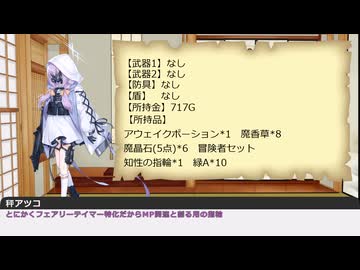 【武器1】なし
【武器2】なし
【防具】なし
【盾】 なし
【所持金】717G
【所持品】
アウェイクポーション*1 魔香草*8
魔晶石(5点)*6 冒険者セット
知性の指輪*1 緑A*10
秤アツコ
とにかくフェアリーテイマー特化だからMP満運と割る用の指輪